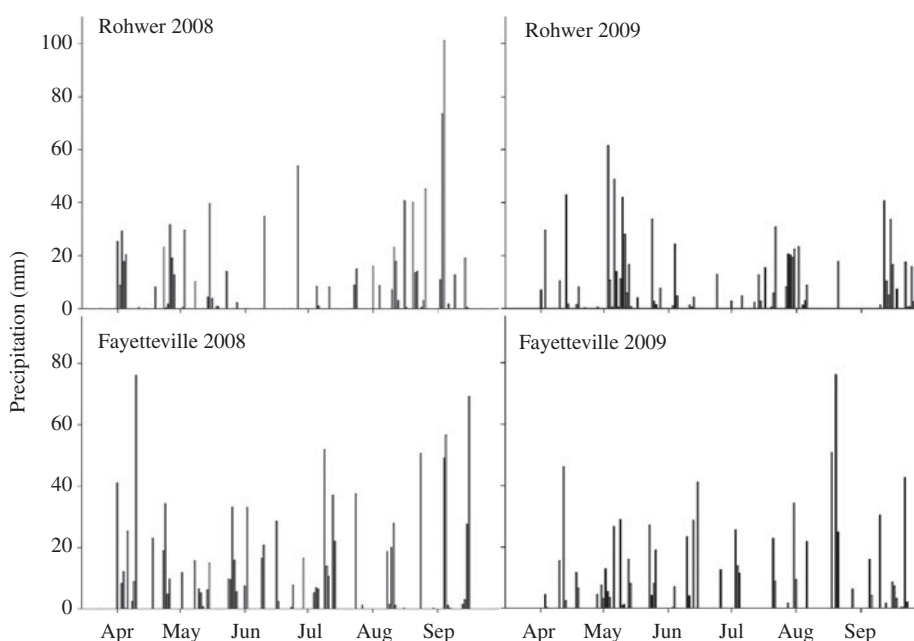 Rohwer 2008
Rohwer 2009
100
80
60
40
20
0
Precipitation (mm)
Fayetteville 2008
Fayetteville 2009
80
60
40
20
0
Apr May Jun Jul Aug Sep Apr May Jun Jul Aug Sep